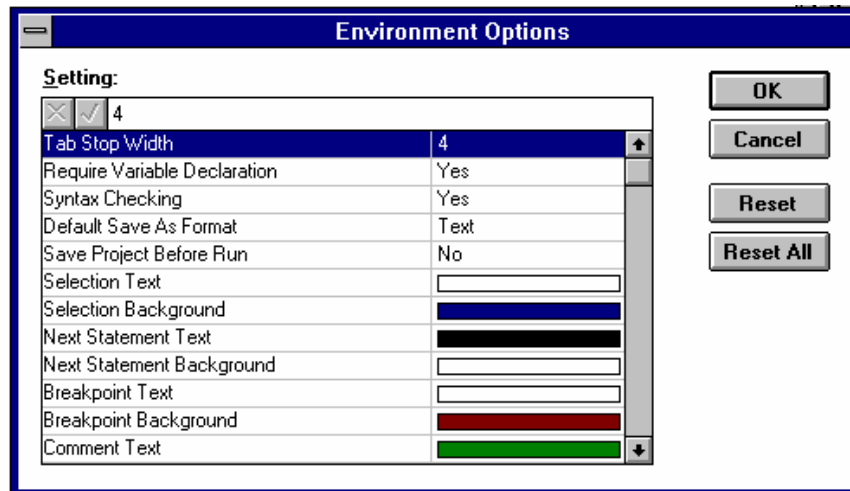 Environment Options
Setting:
OK
4
Tab Stop Width 4
Cancel
Require Variable Declaration Yes
Syntax Checking Yes
Reset
Default Save As Format Text
Save Project Before Run No
Reset All
Selection Text
Selection Background
Next Statement Text
Next Statement Background
Breakpoint Text
Breakpoint Background
Comment Text